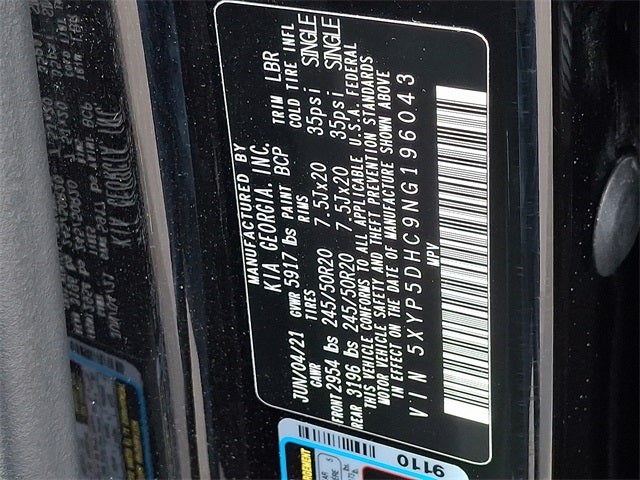 MANUFACTURED BY
KIA GEORGIA, INC.
JUN/04/21 GVWR 5917 lbs PAINT BCP TRIM LBR
GAWR TIRES RIMS COLD TIRE INFL
FRONT 2954 lbs 245/50R20 7.5Jx20 35psi SINGLE
REAR 3196 lbs 245/50R20 7.5Jx20 35psi SINGLE
THIS VEHICLE CONFORMS TO ALL APPLICABLE U.S.A. FEDERAL
MOTOR VEHICLE SAFETY AND THEFT PREVENTION STANDARDS
IN EFFECT ON THE DATE OF MANUFACTURE SHOWN ABOVE
VIN 5XYP5DHC9NG196043
MPV
9110